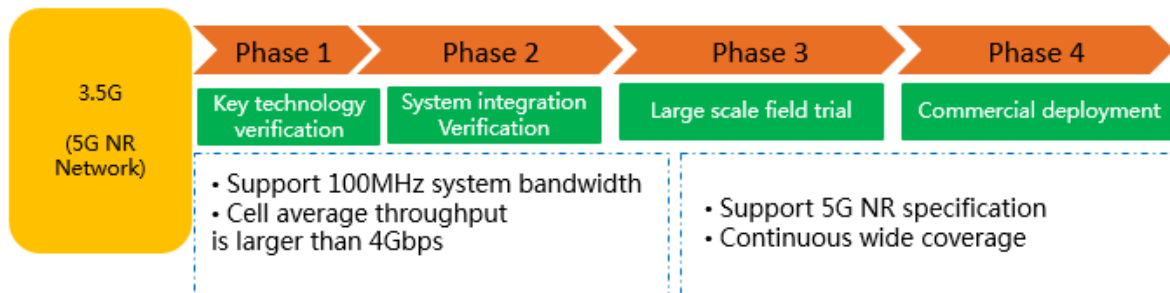 3.5G
(5G NR
Network)
Phase 1
Phase 2
Phase 3
Phase 4
Key technology
verification
System integration
Verification
Large scale field trial
Commercial deployment
• Support 100MHz system bandwidth
• Cell average throughput
is larger than 4Gbps
• Support 5G NR specification
• Continuous wide coverage